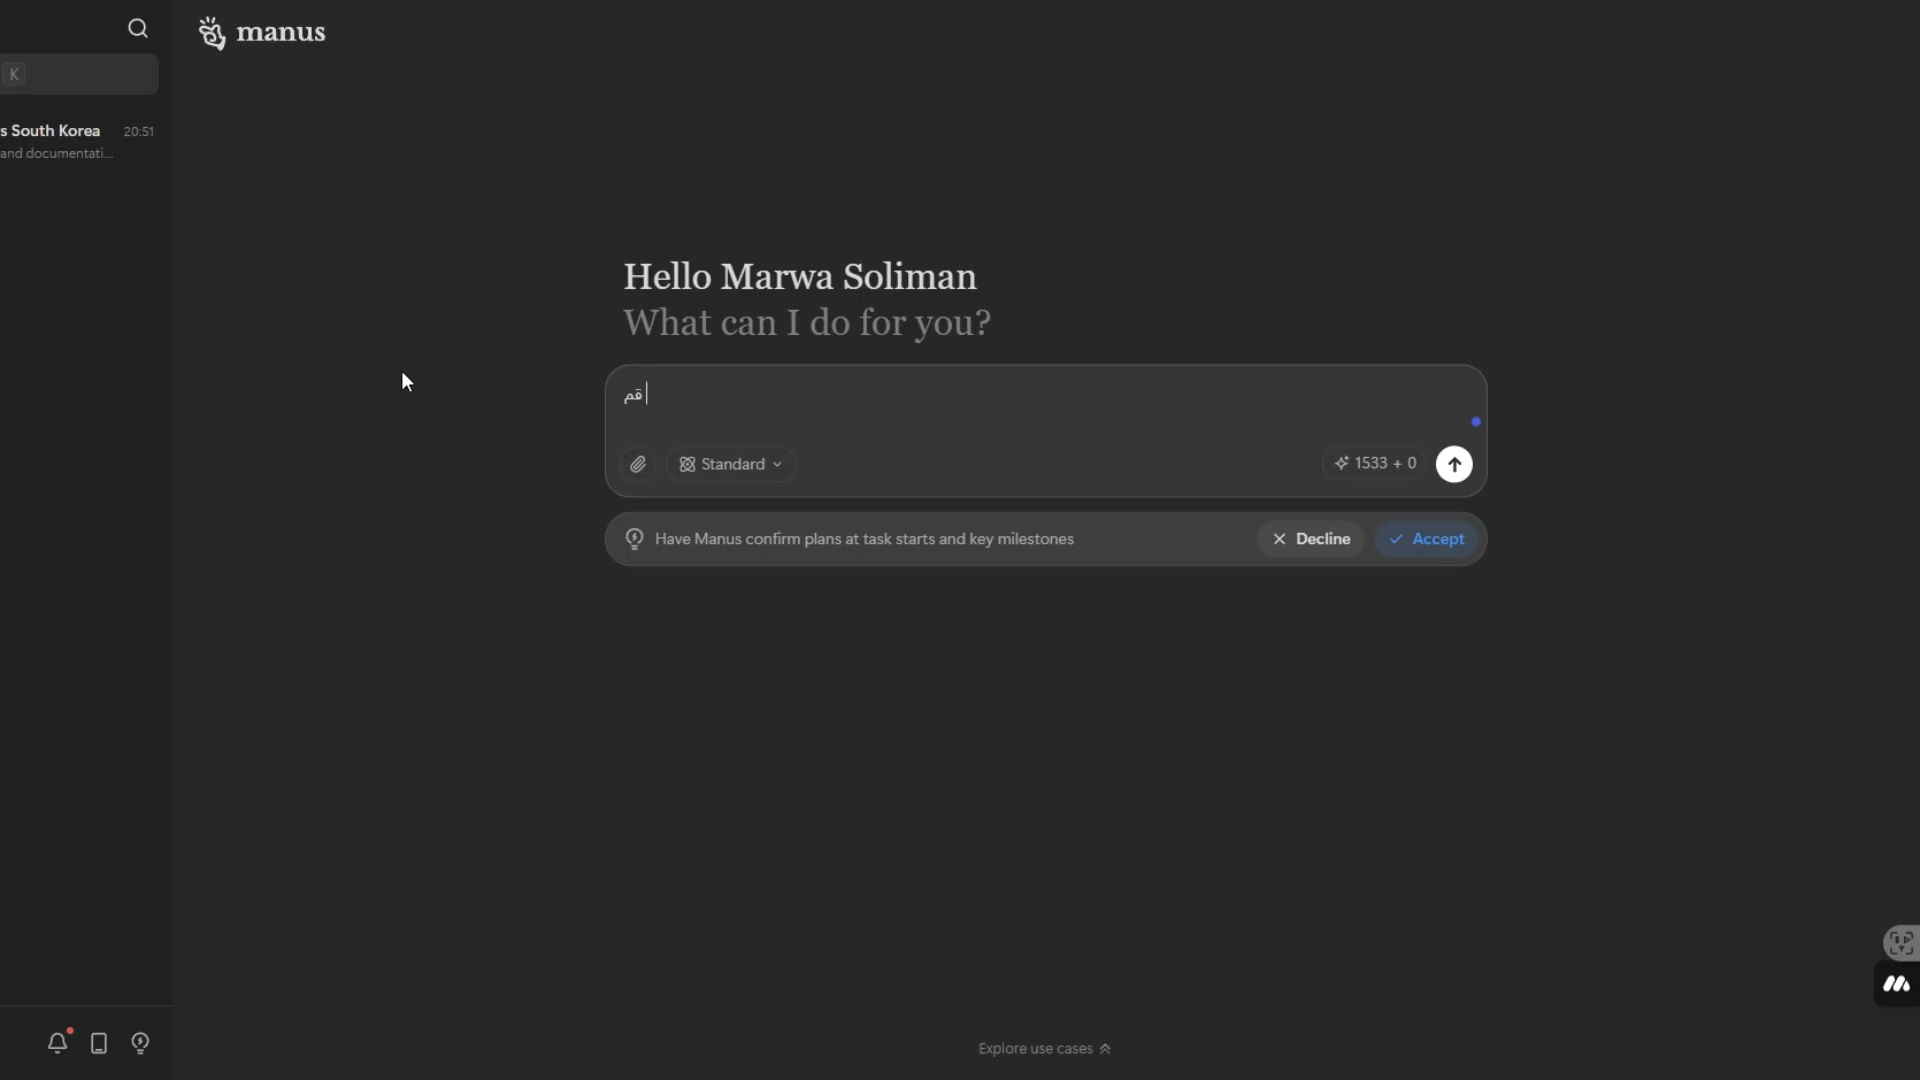 manus
K
s South Korea 20:51
and documentati...
Hello Marwa Soliman
What can I do for you?
قم
Standard
1533 + 0
Have Manus confirm plans at task starts and key milestones
Decline
Accept
Explore use cases